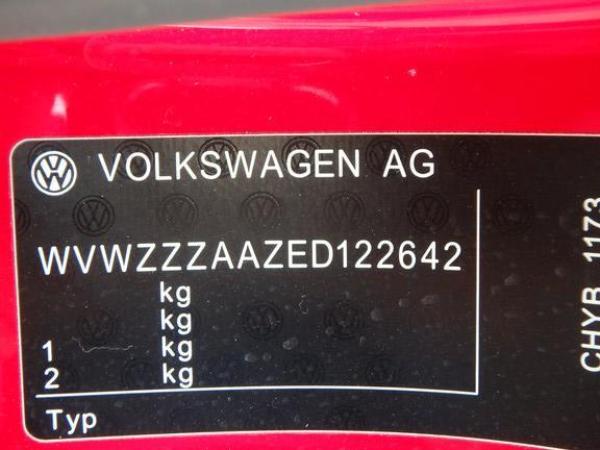 VOLKSWAGEN AG
WVWZZZAAZED122642
kg
kg
1 kg
2 kg
Typ
CHYB 1173